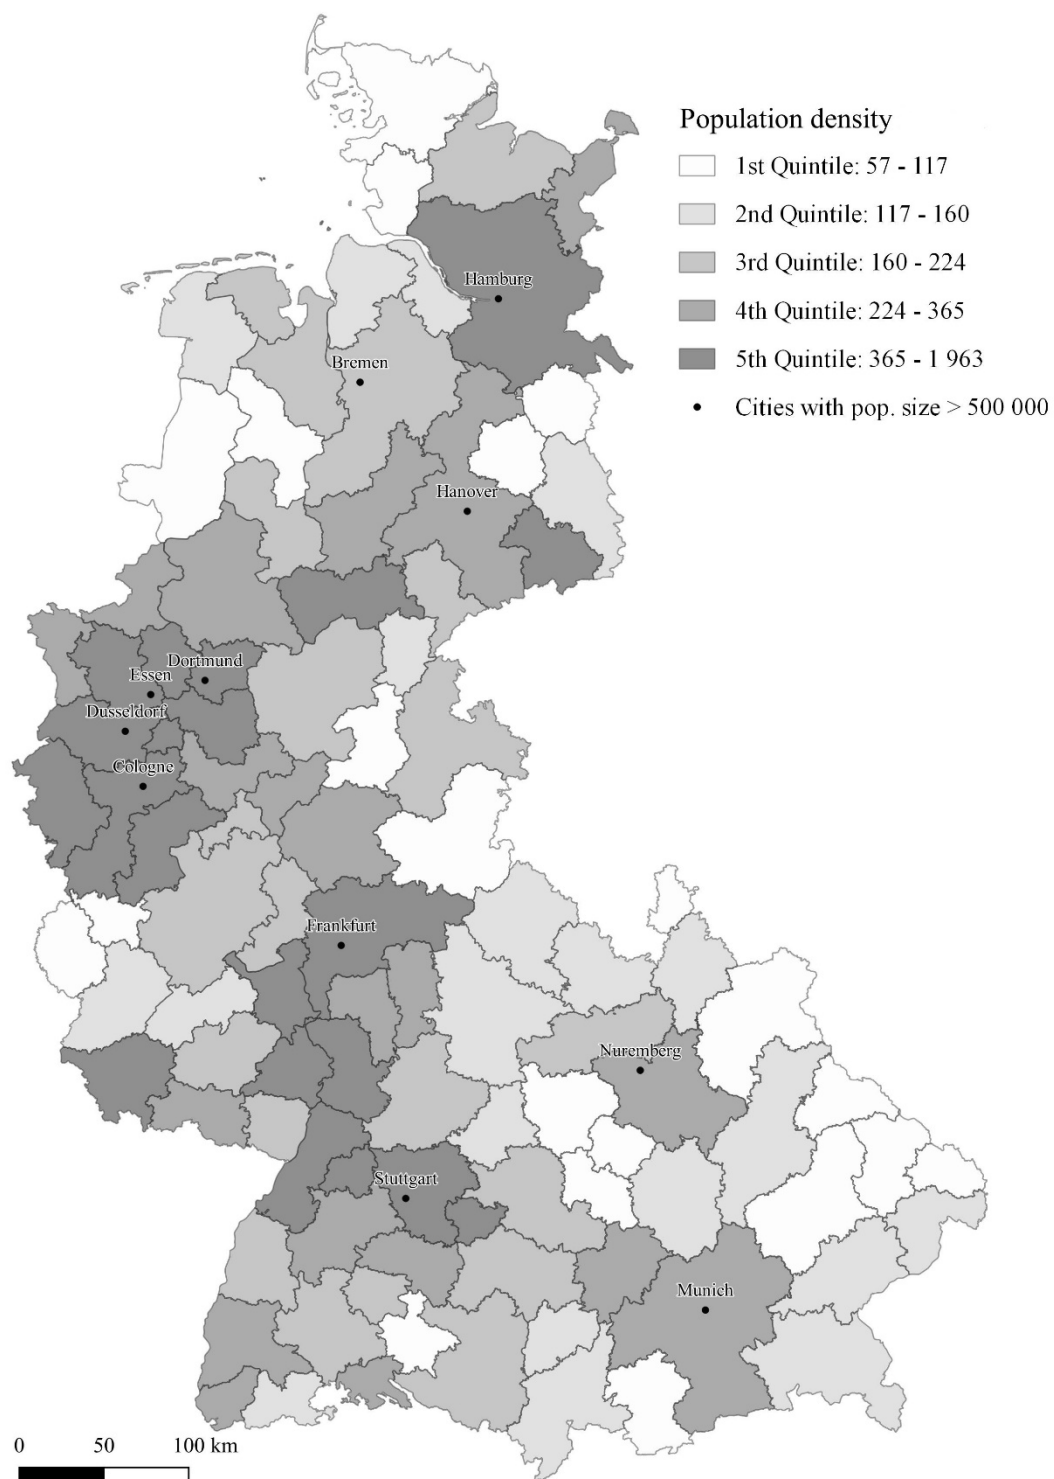 Population density
1st Quintile: 57 - 117
2nd Quintile: 117 - 160
3rd Quintile: 160 - 224
4th Quintile: 224 - 365
5th Quintile: 365 - 1 963
Cities with pop. size > 500 000
Hamburg
Bremen
Hanover
Dortmund
Essen
Dusseldorf
Cologne
Frankfurt
Nuremberg
Stuttgart
Munich
0 50 100 km